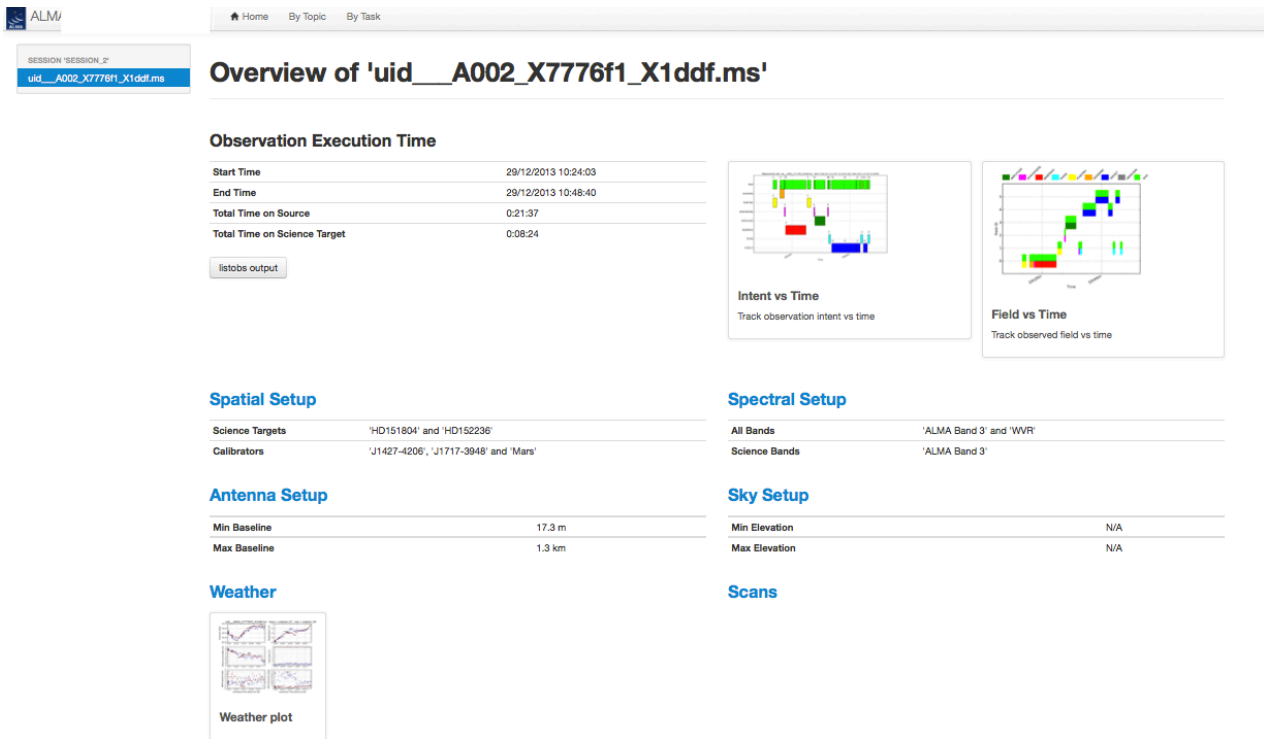 ALMA
Home By Topic By Task
SESSION 'SESSION_2'
uid___A002_X7776f1_X1ddf.ms
Overview of 'uid___A002_X7776f1_X1ddf.ms'
Observation Execution Time
Start Time 29/12/2013 10:24:03
End Time 29/12/2013 10:48:40
Total Time on Source 0:21:37
Total Time on Science Target 0:08:24
listobs output
Intent vs Time
Track observation intent vs time
Field vs Time
Track observed field vs time
Spatial Setup
Science Targets 'HD151804' and 'HD152236'
Calibrators 'J1427-4206', 'J1717-3948' and 'Mars'
Spectral Setup
All Bands 'ALMA Band 3' and 'WVR'
Science Bands 'ALMA Band 3'
Antenna Setup
Min Baseline 17.3 m
Max Baseline 1.3 km
Sky Setup
Min Elevation N/A
Max Elevation N/A
Weather
Scans
Weather plot